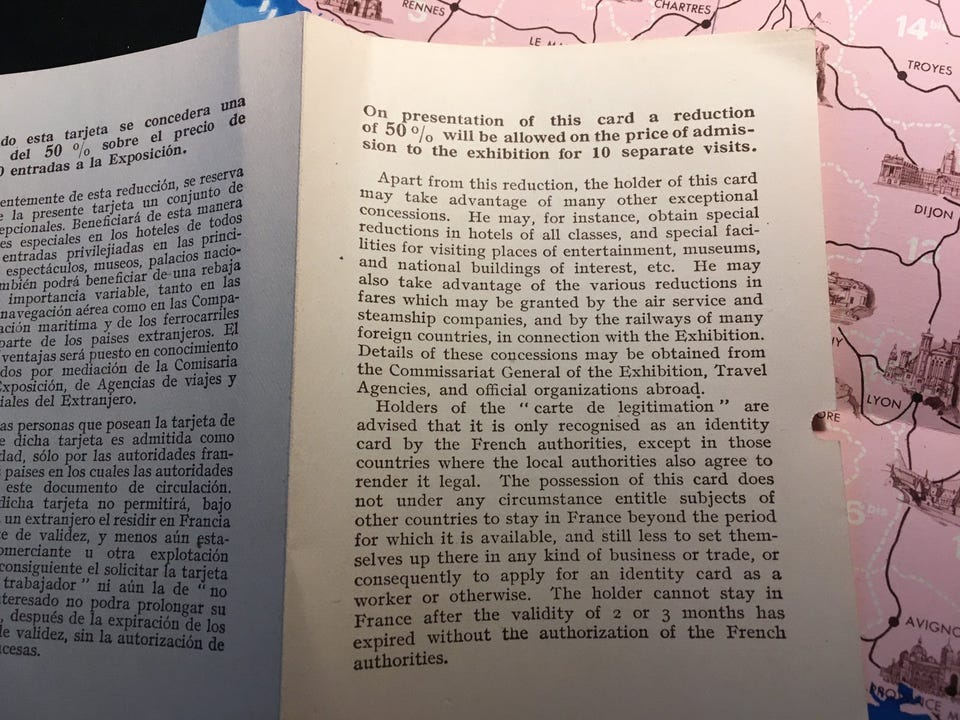 RENNES
CHARTRES
14 bis
TROYES
DIJON
LYON
AVIGNO
do esta tarjeta se concedera una
del 50 % sobre el precio de
0 entradas a la Exposición.
entemente de esta reducción, se reserva
e la presente tarjeta un conjunto de
epcionales. Beneficiará de esta manera
es especiales en los hoteles de todos
entradas privilejiadas en las princi-
espectáculos, museos, palacios nacio-
mbién podrá beneficiar de una rebaja
importancia variable, tanto en las
navegación aérea como en las Compa-
ación maritima y de los ferrocarriles
parte de los paises extranjeros. El
ventajas será puesto en conocimiento
dos por mediación de la Comisaria
Exposición, de Agencias de viajes y
iales del Extranjero.
as personas que posean la tarjeta de
e dicha tarjeta es admitida como
dad, sólo por las autoridades fran-
paises en los cuales las autoridades
este documento de circulación.
dicha tarjeta no permitirá, bajo
un extranjero el residir en Francia
e de validez, y menos aún esta-
omerciante u otra explotación
consiguiente el solicitar la tarjeta
trabajador " ni aún la de " no
nteresado no podra prolongar su
, después de la expiración de los
de validez, sin la autorización de
cesas.
On presentation of this card a reduction
of 50 % will be allowed on the price of admis-
sion to the exhibition for 10 separate visits.
Apart from this reduction, the holder of this card
may take advantage of many other exceptional
concessions. He may, for instance, obtain special
reductions in hotels of all classes, and special faci-
lities for visiting places of entertainment, museums,
and national buildings of interest, etc. He may
also take advantage of the various reductions in
fares which may be granted by the air service and
steamship companies, and by the railways of many
foreign countries, in connection with the Exhibition.
Details of these concessions may be obtained from
the Commissariat General of the Exhibition, Travel
Agencies, and official organizations abroad.
Holders of the " carte de legitimation " are
advised that it is only recognised as an identity
card by the French authorities, except in those
countries where the local authorities also agree to
render it legal. The possession of this card does
not under any circumstance entitle subjects of
other countries to stay in France beyond the period
for which it is available, and still less to set them-
selves up there in any kind of business or trade, or
consequently to apply for an identity card as a
worker or otherwise. The holder cannot stay in
France after the validity of 2 or 3 months has
expired without the authorization of the French
authorities.